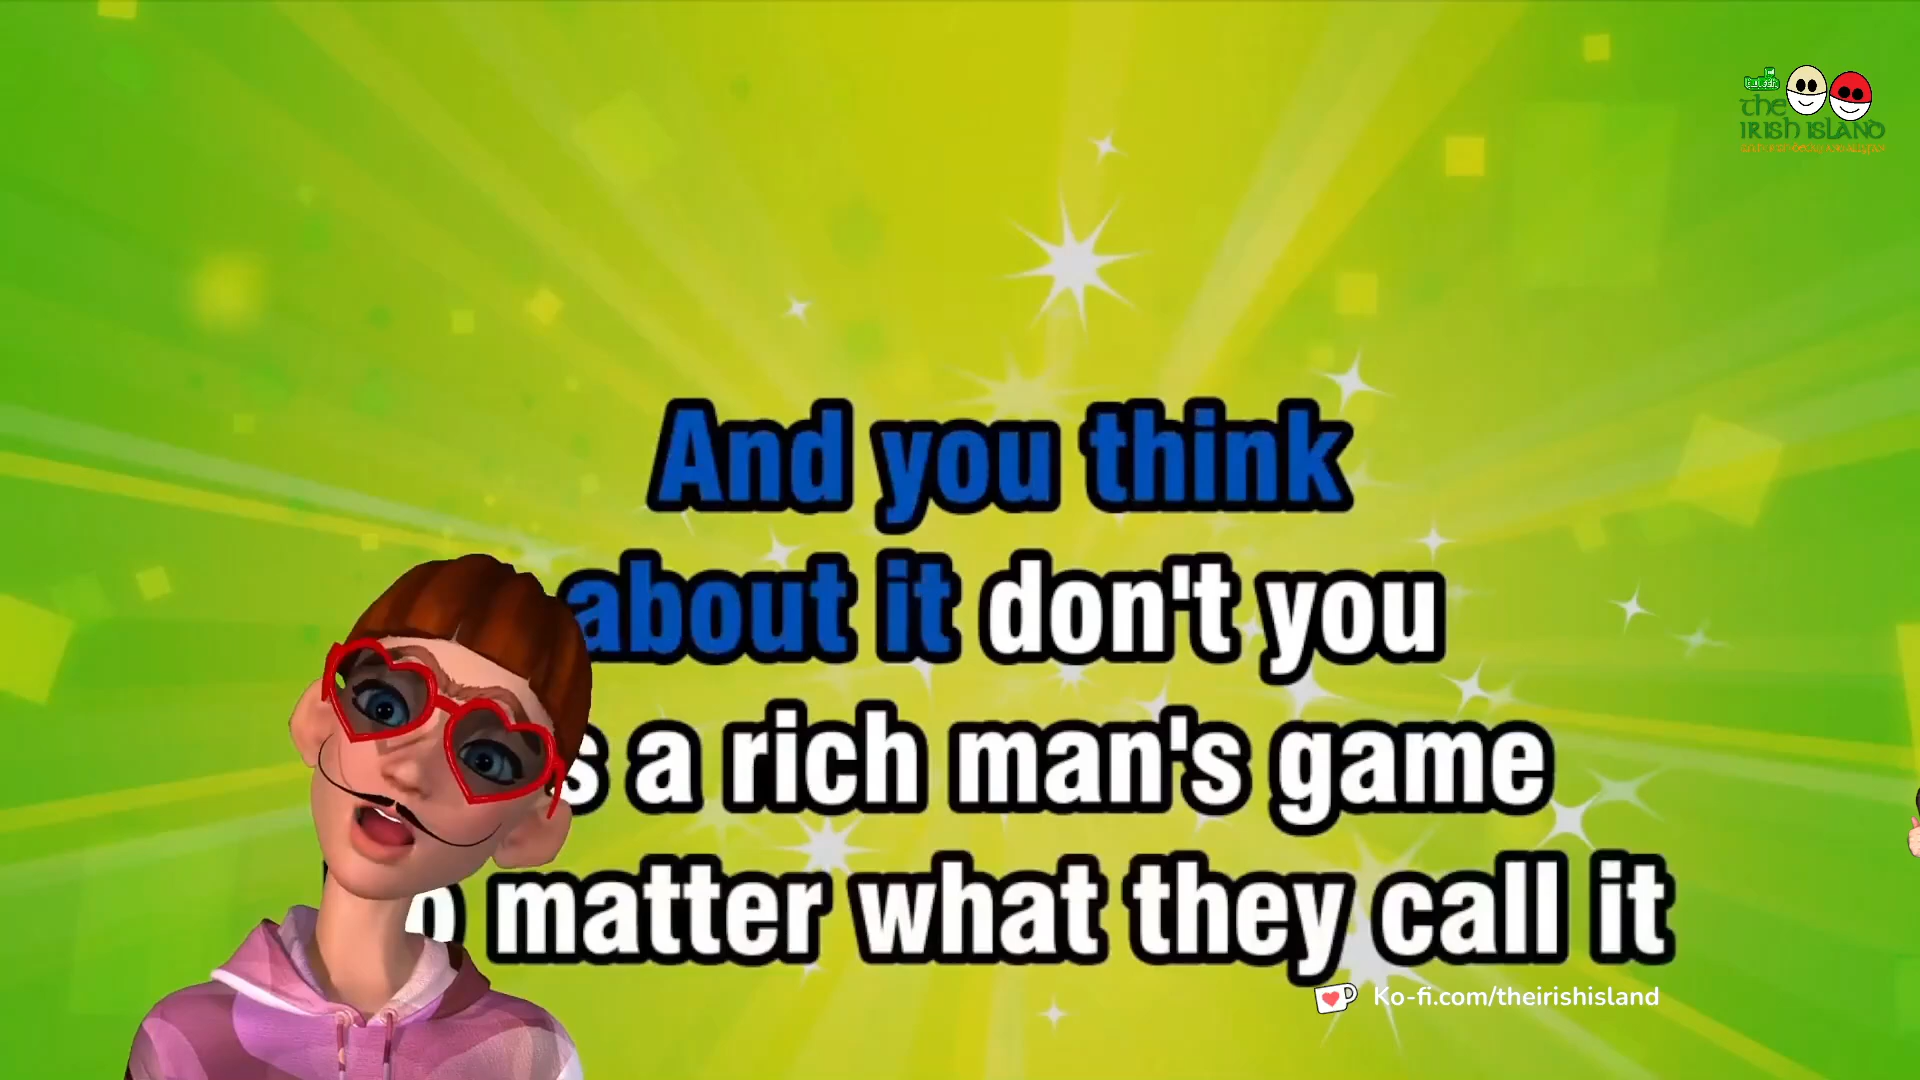 THE
IRISH ISLAND
And you think
about it don't you
s a rich man's game
o matter what they call it
Ko-fi.com/theirishisland